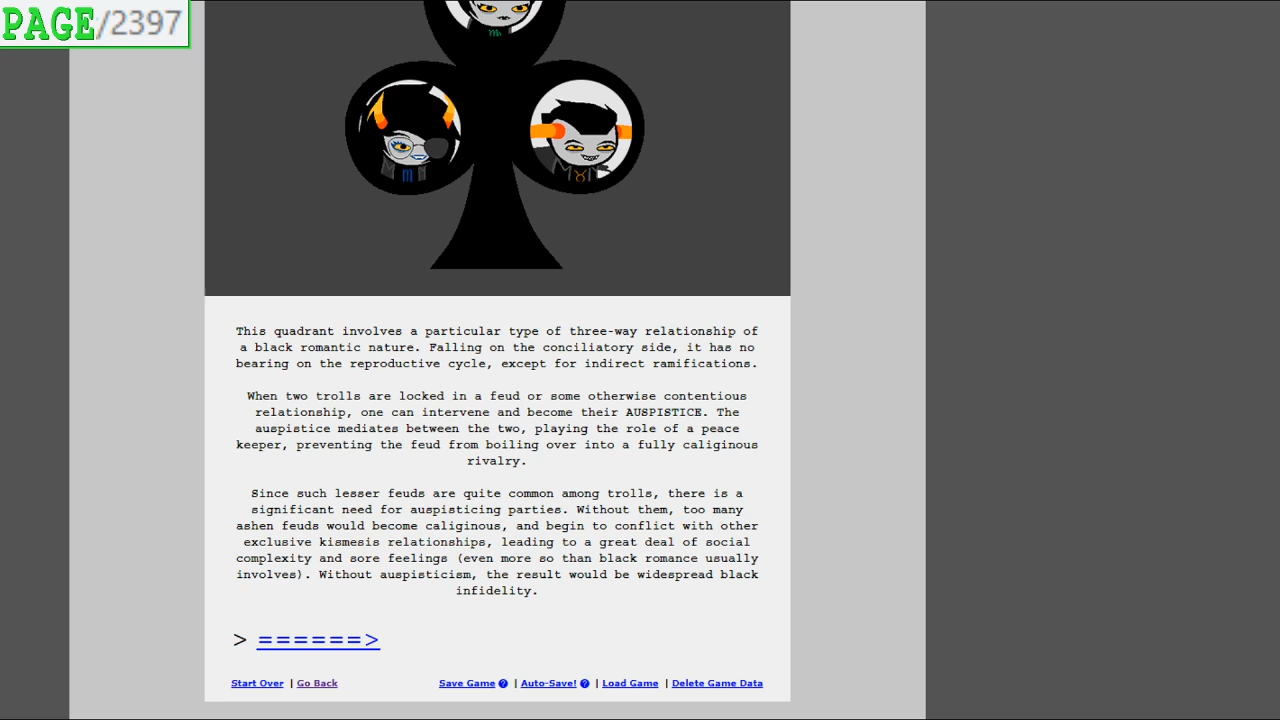 PAGE/2397
This quadrant involves a particular type of three-way relationship of
a black romantic nature. Falling on the conciliatory side, it has no
bearing on the reproductive cycle, except for indirect ramifications.
When two trolls are locked in a feud or some otherwise contentious
relationship, one can intervene and become their AUSPISTICE. The
auspistice mediates between the two, playing the role of a peace
keeper, preventing the feud from boiling over into a fully caliginous
rivalry.
Since such lesser feuds are quite common among trolls, there is a
significant need for auspisticing parties. Without them, too many
ashen feuds would become caliginous, and begin to conflict with other
exclusive kismesis relationships, leading to a great deal of social
complexity and sore feelings (even more so than black romance usually
involves). Without auspisticism, the result would be widespread black
infidelity.
> ======>
Start Over | Go Back
Save Game ? | Auto-Save! ? | Load Game | Delete Game Data